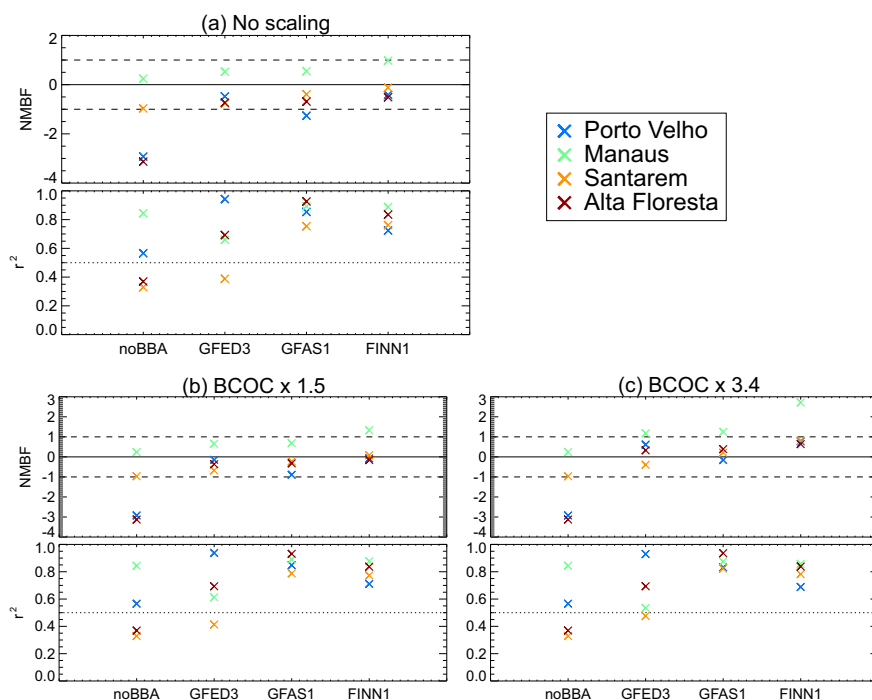 (a) No scaling
2
0
-2
-4
NMBF
1.0
0.8
0.6
0.4
0.2
0.0
r²
noBBA GFED3 GFAS1 FINN1
Porto Velho
Manaus
Santarem
Alta Floresta
(b) BCOC x 1.5
3
2
1
0
-1
-2
-3
-4
NMBF
1.0
0.8
0.6
0.4
0.2
0.0
r²
noBBA GFED3 GFAS1 FINN1
(c) BCOC x 3.4
3
2
1
0
-1
-2
-3
-4
NMBF
1.0
0.8
0.6
0.4
0.2
0.0
r²
noBBA GFED3 GFAS1 FINN1